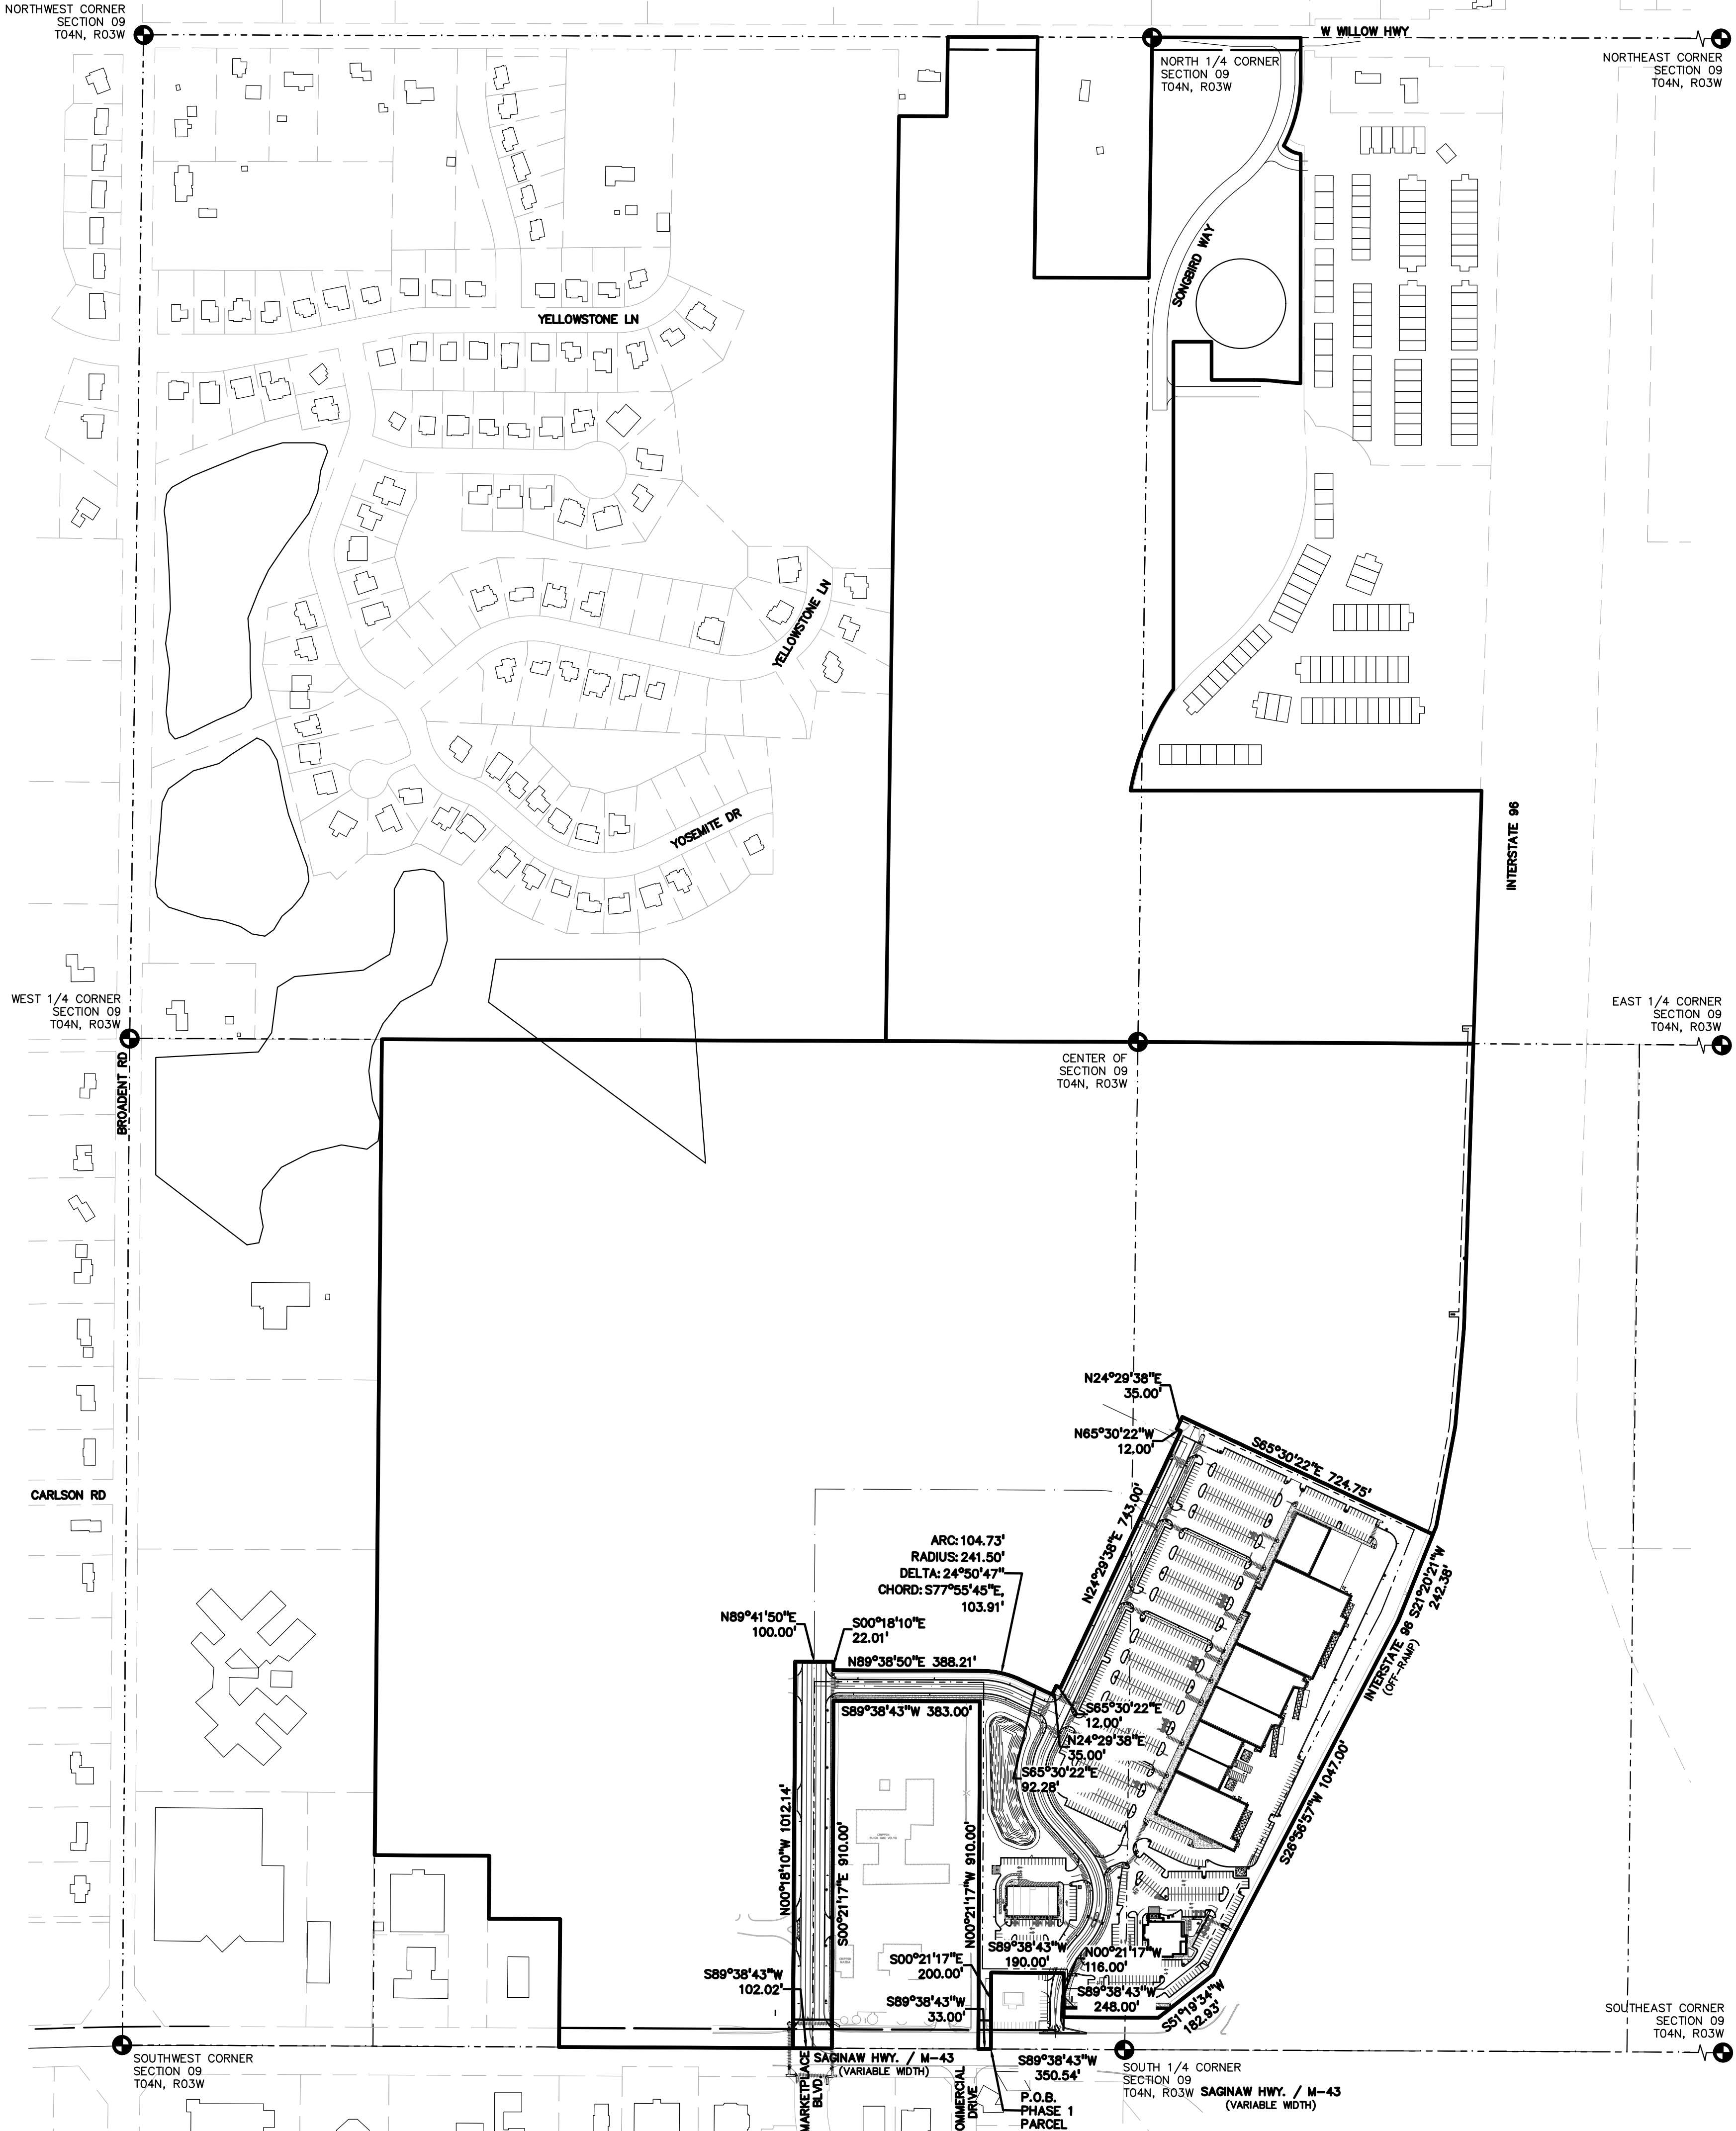 NORTHWEST CORNER
SECTION 09
T04N, R03W
W WILLOW HWY
NORTH 1/4 CORNER
SECTION 09
T04N, R03W
NORTHEAST CORNER
SECTION 09
T04N, R03W
SONGBIRD WAY
YELLOWSTONE LN
YELLOWSTONE LN
YOSEMITE DR
INTERSTATE 96
WEST 1/4 CORNER
SECTION 09
T04N, R03W
BROADENT RD
CENTER OF
SECTION 09
T04N, R03W
EAST 1/4 CORNER
SECTION 09
T04N, R03W
N24°29'38"E
35.00'
N65°30'22"W
12.00'
S65°30'22"E 724.75'
CARLSON RD
N24°29'38"E 743.00'
ARC: 104.73'
RADIUS: 241.50'
DELTA: 24°50'47"
CHORD: S77°55'45"E,
103.91'
INTERSTATE 96
(OFF-RAMP)
S21°20'21"W
242.38'
N89°41'50"E
100.00'
S00°18'10"E
22.01'
N89°38'50"E 388.21'
S89°38'43"W 383.00'
S65°30'22"E
12.00'
N24°29'38"E
35.00'
S65°30'22"E
92.28'
S26°56'57"W 1047.00'
N00°18'10"W 1012.14'
S00°21'17"E 910.00'
N00°21'17"W 910.00'
S89°38'43"W
190.00'
N00°21'17"W
116.00'
S00°21'17"E
200.00'
S89°38'43"W
102.02'
S89°38'43"W
33.00'
S89°38'43"W
248.00'
S51°19'34"W
182.93'
SOUTHWEST CORNER
SECTION 09
T04N, R03W
MARKETPLACE
BLVD.
SAGINAW HWY. / M-43
(VARIABLE WIDTH)
OMMERCIAL
DRIVE
S89°38'43"W
350.54'
P.O.B.
PHASE 1
PARCEL
SOUTH 1/4 CORNER
SECTION 09
T04N, R03W
SAGINAW HWY. / M-43
(VARIABLE WIDTH)
SOUTHEAST CORNER
SECTION 09
T04N, R03W